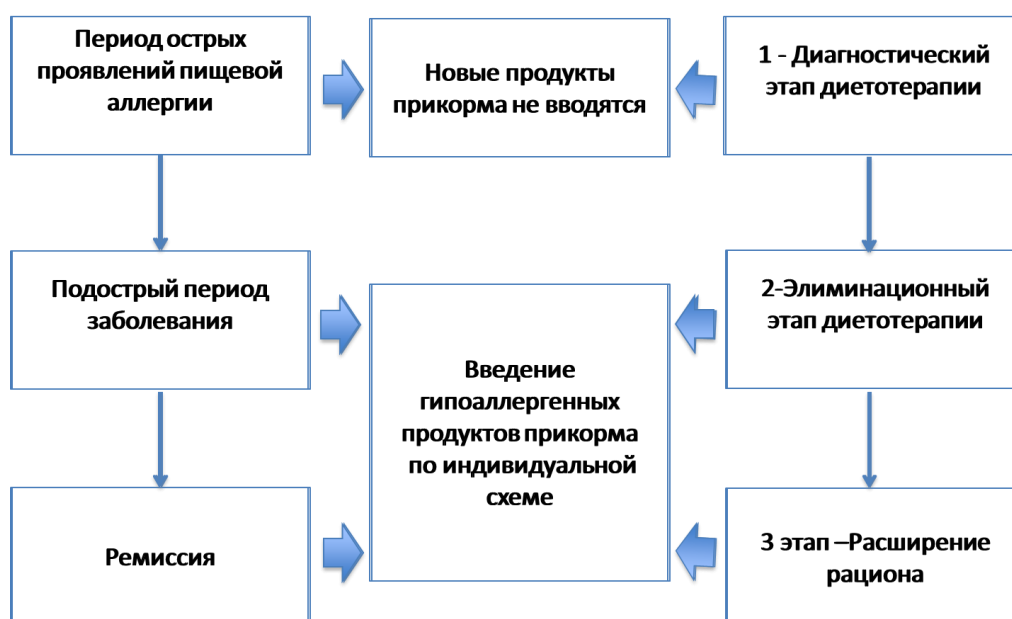 Период острых
проявлений пищевой
аллергии
Новые продукты
прикорма не вводятся
1 - Диагностический
этап диетотерапии
Подострый период
заболевания
Введение
гипоаллергенных
продуктов прикорма
по индивидуальной
схеме
2-Элиминационный
этап диетотерапии
Ремиссия
3 этап –Расширение
рациона